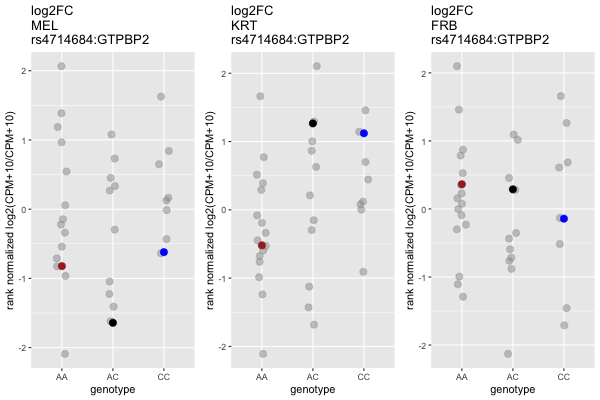 log2FC
MEL
rs4714684:GTPBP2
rank normalized log2(CPM+10/CPM+10)
2
1
0
-1
-2
AA
AC
CC
genotype
log2FC
KRT
rs4714684:GTPBP2
rank normalized log2(CPM+10/CPM+10)
2
1
0
-1
-2
AA
AC
CC
genotype
log2FC
FRB
rs4714684:GTPBP2
rank normalized log2(CPM+10/CPM+10)
2
1
0
-1
-2
AA
AC
CC
genotype